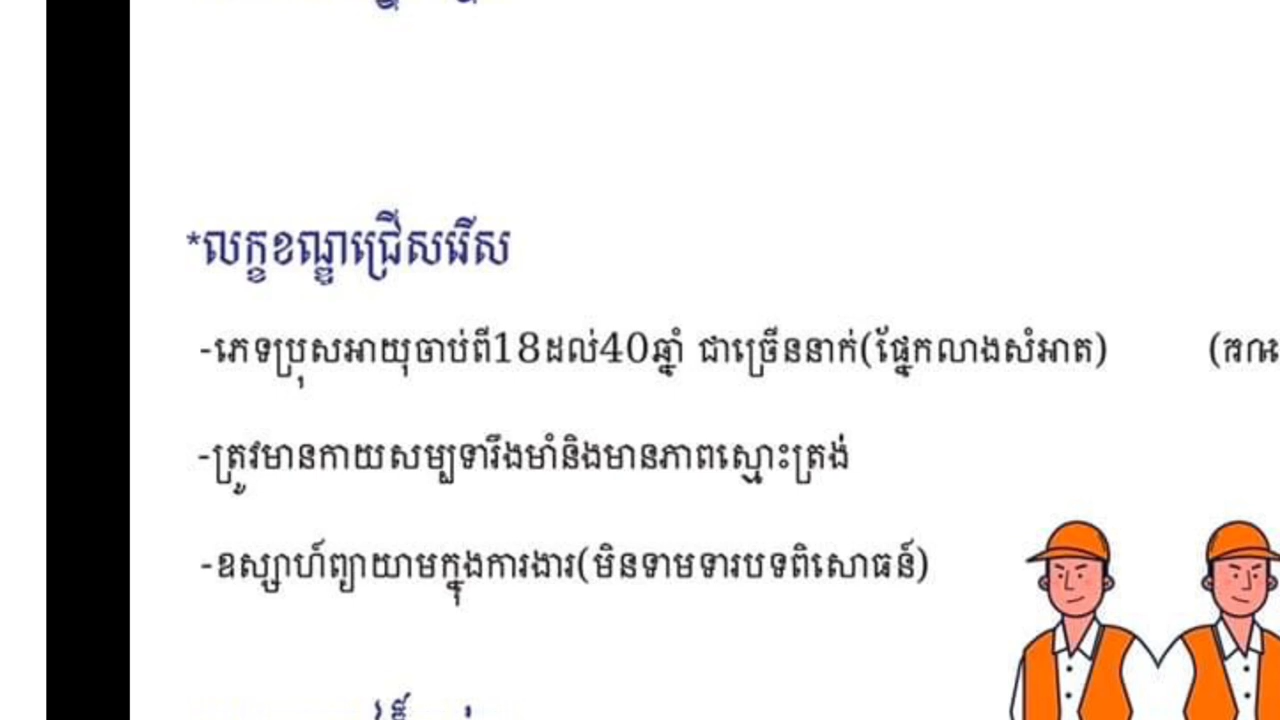 *លក្ខខណ្ឌជ្រើសរើស
-ភេទប្រុសអាយុចាប់ពី18ដល់40ឆ្នាំ ជាច្រើននាក់(ផ្នែកលាងសំអាត)
-ត្រូវមានកាយសម្បទារឹងមាំនិងមានភាពស្មោះត្រង់
-ឧស្សាហ៍ព្យាយាមក្នុងការងារ(មិនទាមទារបទពិសោធន៍)